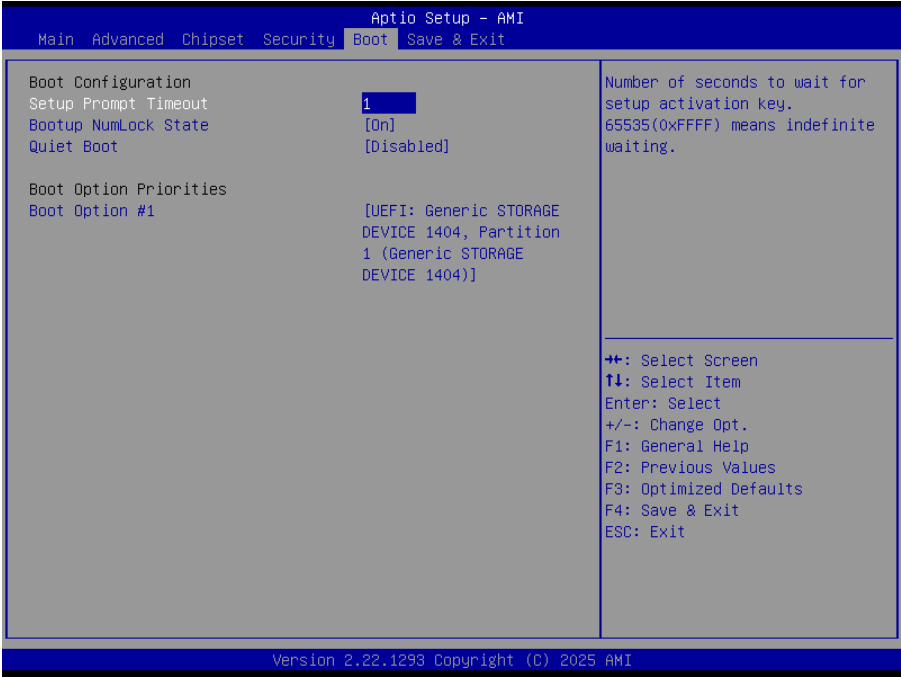 Aptio Setup – AMI
Main Advanced Chipset Security Boot Save & Exit
Boot Configuration
Setup Prompt Timeout 1
Bootup NumLock State [On]
Quiet Boot [Disabled]
Boot Option Priorities
Boot Option #1 [UEFI: Generic STORAGE
DEVICE 1404, Partition
1 (Generic STORAGE
DEVICE 1404)]
Number of seconds to wait for
setup activation key.
65535(0xFFFF) means indefinite
waiting.
→←: Select Screen
↑↓: Select Item
Enter: Select
+/-: Change Opt.
F1: General Help
F2: Previous Values
F3: Optimized Defaults
F4: Save & Exit
ESC: Exit
Version 2.22.1293 Copyright (C) 2025 AMI